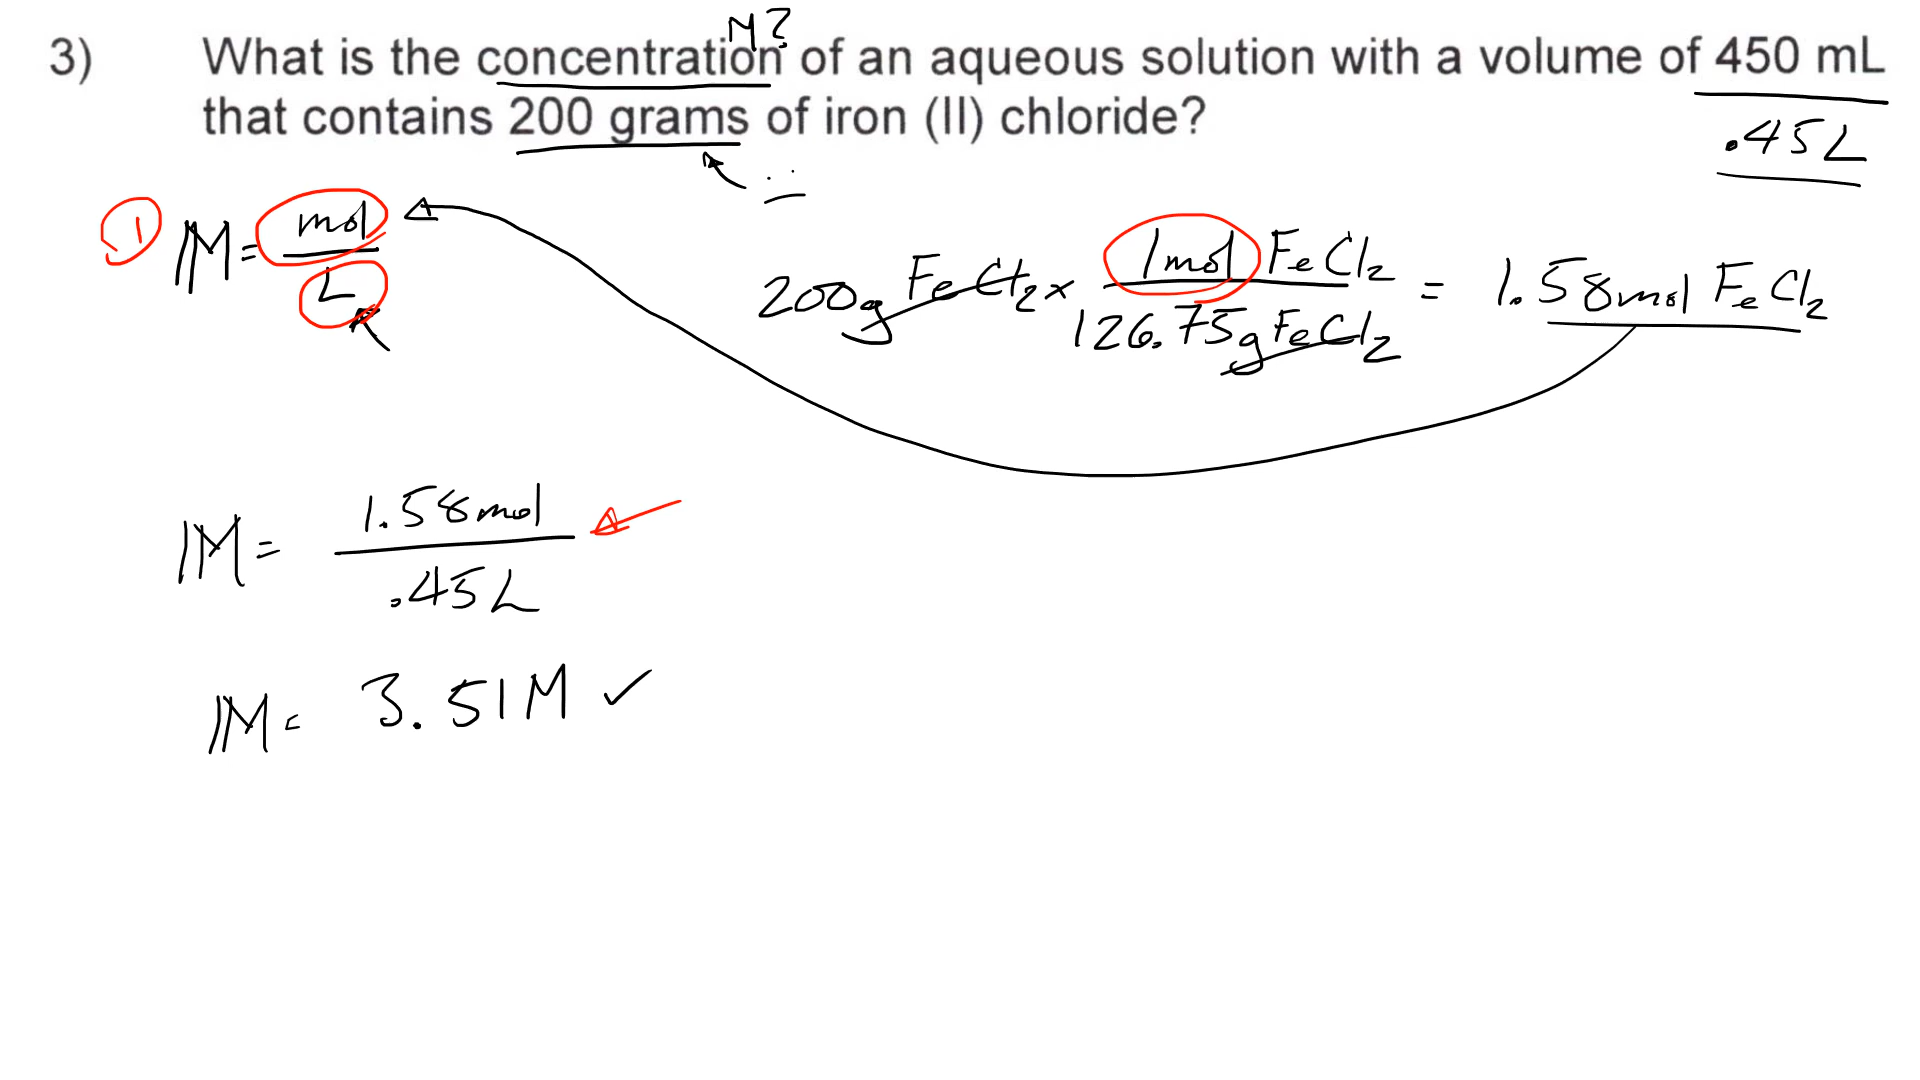 3) What is the concentration of an aqueous solution with a volume of 450 mL
M?
that contains 200 grams of iron (II) chloride?
.45L
① M = mol / L
200g FeCl₂ x 1mol FeCl₂ / 126.75g FeCl₂ = 1.58mol FeCl₂
M = 1.58mol / .45L
M = 3.51M ✓